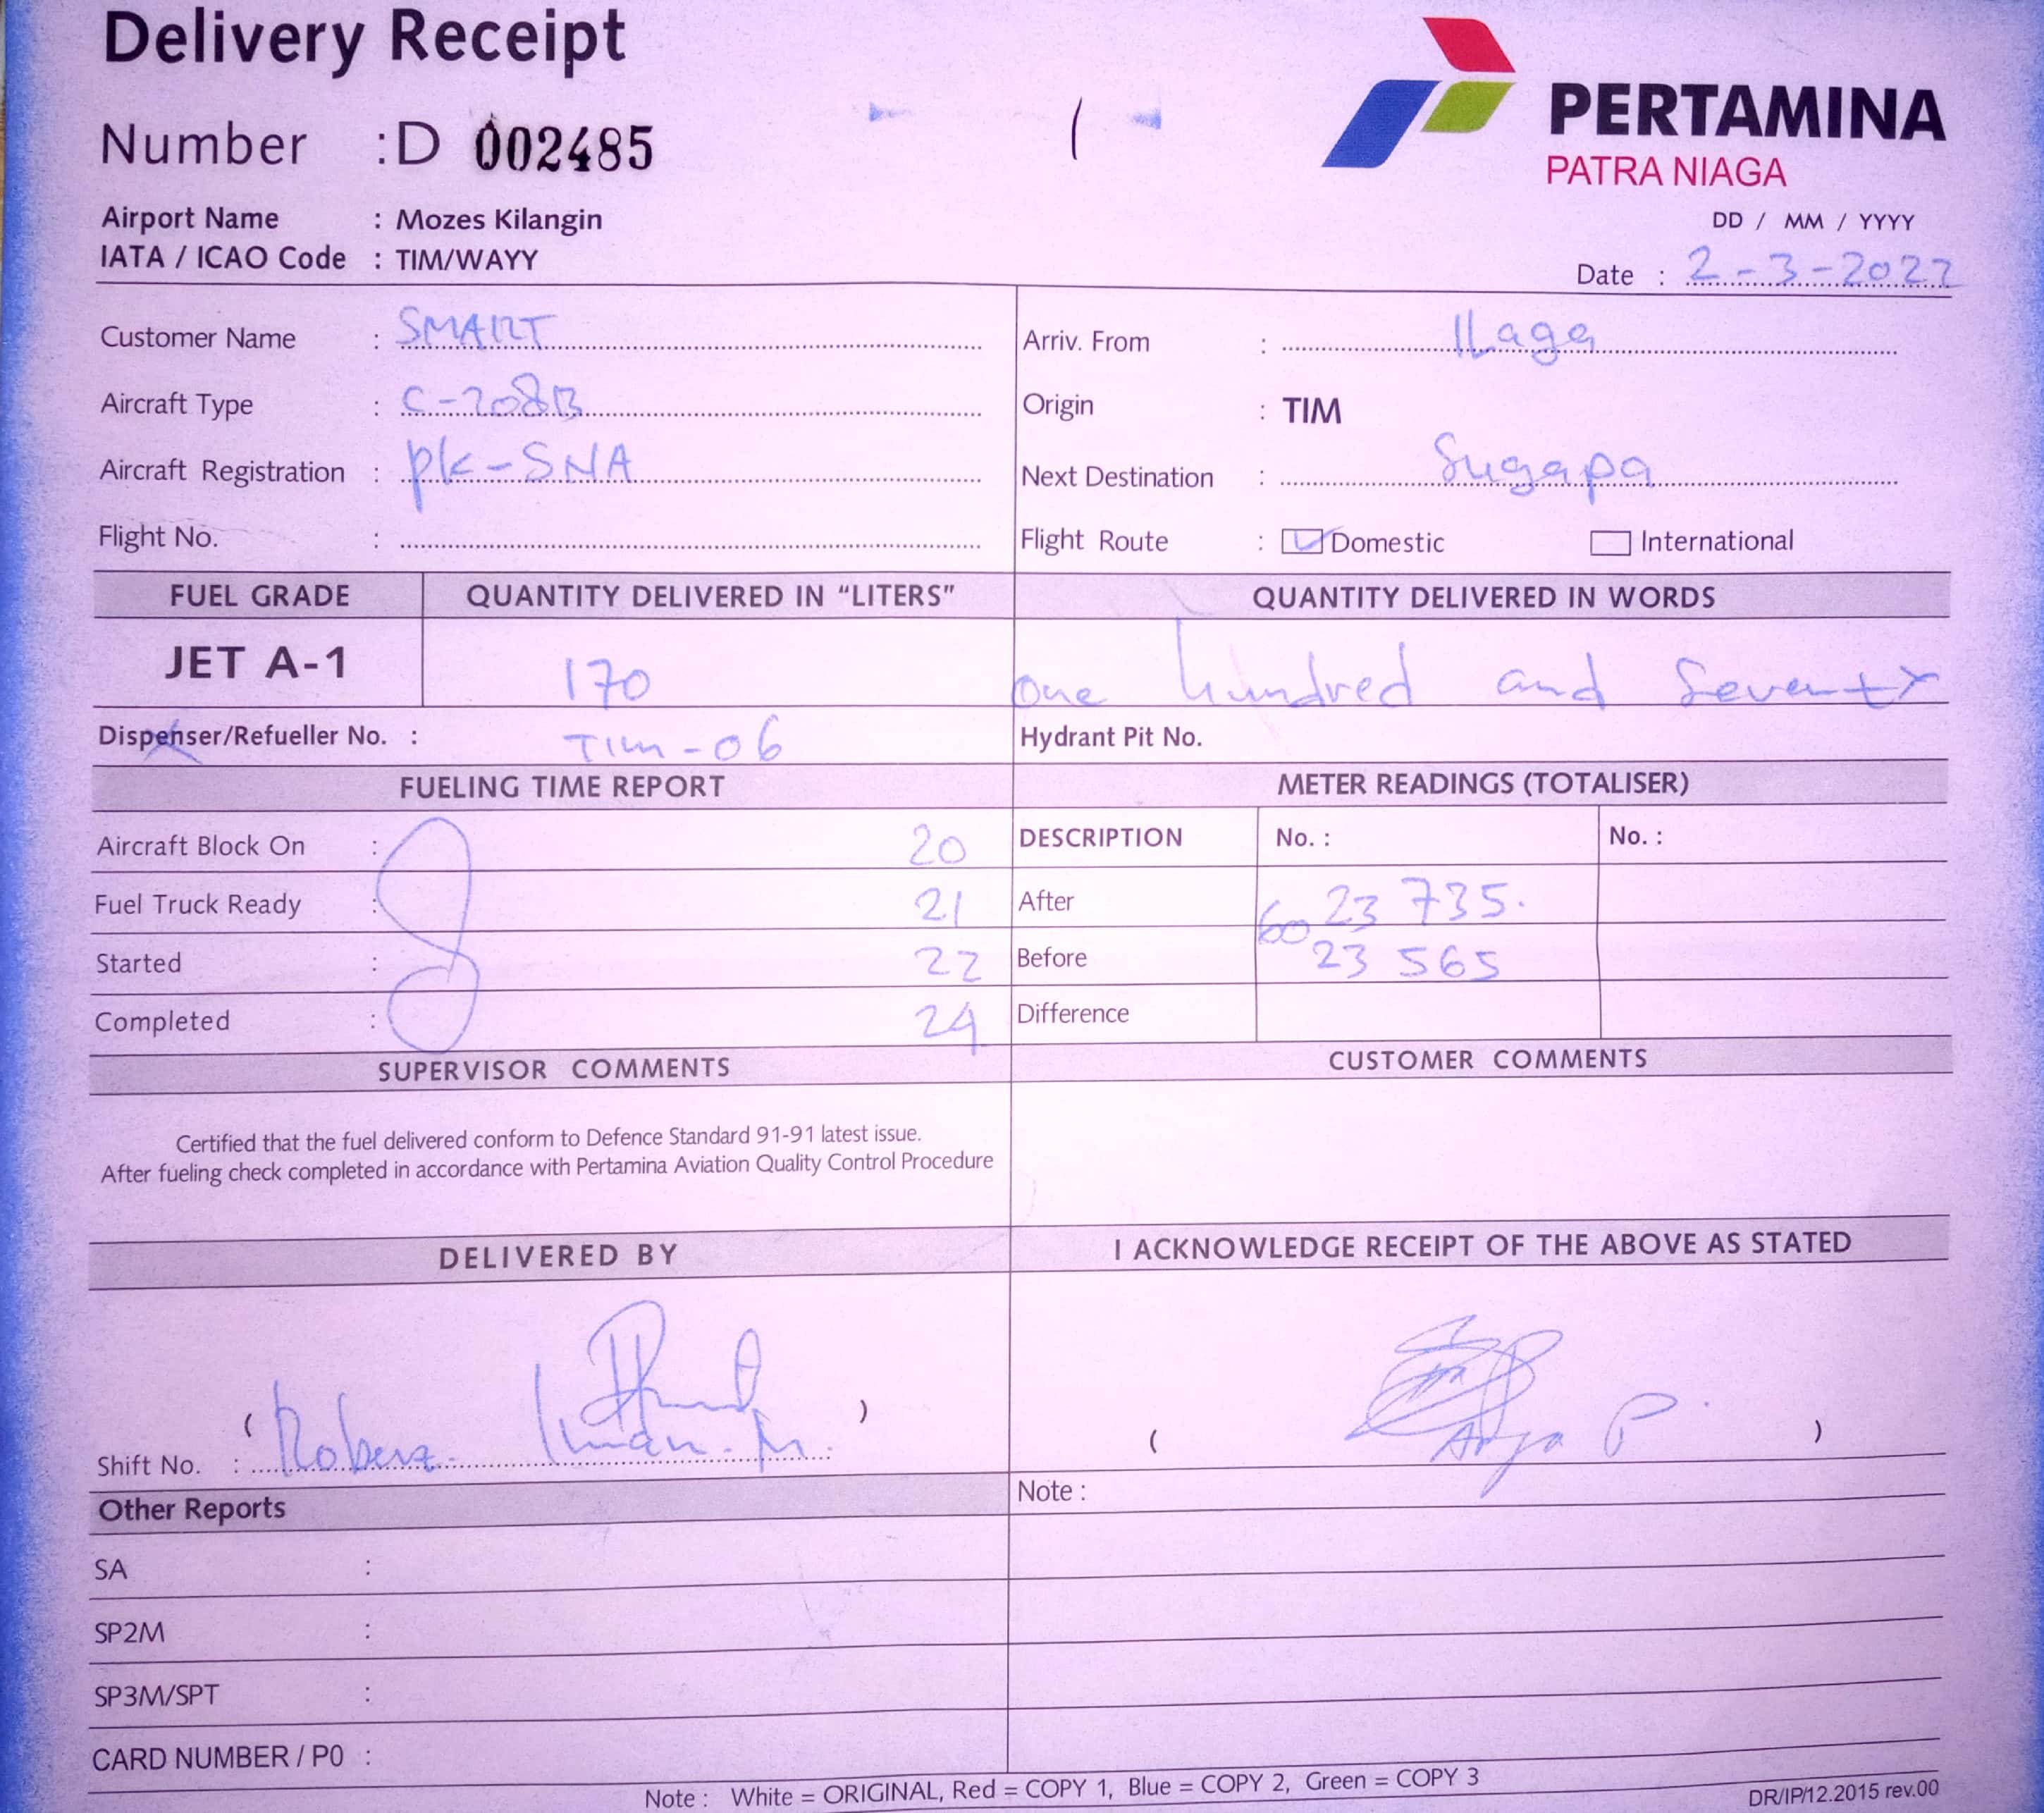 Delivery Receipt
Number : D 002485
PERTAMINA
PATRA NIAGA
Airport Name : Mozes Kilangin
IATA / ICAO Code : TIM/WAYY
DD / MM / YYYY
Date : 2-3-2022
Customer Name : SMART
Arriv. From : ILaga
Aircraft Type : C-208B
Origin : TIM
Aircraft Registration : pk-SNA
Next Destination : Sugapa
Flight No. :
Flight Route : Domestic International
FUEL GRADE QUANTITY DELIVERED IN “LITERS” QUANTITY DELIVERED IN WORDS
JET A-1 170 one hundred and Seventy
Dispenser/Refueller No. : TIM-06 Hydrant Pit No.
FUELING TIME REPORT METER READINGS (TOTALISER)
Aircraft Block On : 20 DESCRIPTION No. : No. :
Fuel Truck Ready : 21 After 60 23 735.
Started : 22 Before 23 565
Completed : 24 Difference
SUPERVISOR COMMENTS CUSTOMER COMMENTS
Certified that the fuel delivered conform to Defence Standard 91-91 latest issue.
After fueling check completed in accordance with Pertamina Aviation Quality Control Procedure
DELIVERED BY I ACKNOWLEDGE RECEIPT OF THE ABOVE AS STATED
( ) ( P. )
Shift No. :
Other Reports Note :
SA :
SP2M :
SP3M/SPT :
CARD NUMBER / P0 :
Note : White = ORIGINAL, Red = COPY 1, Blue = COPY 2, Green = COPY 3
DR/IP/12.2015 rev.00